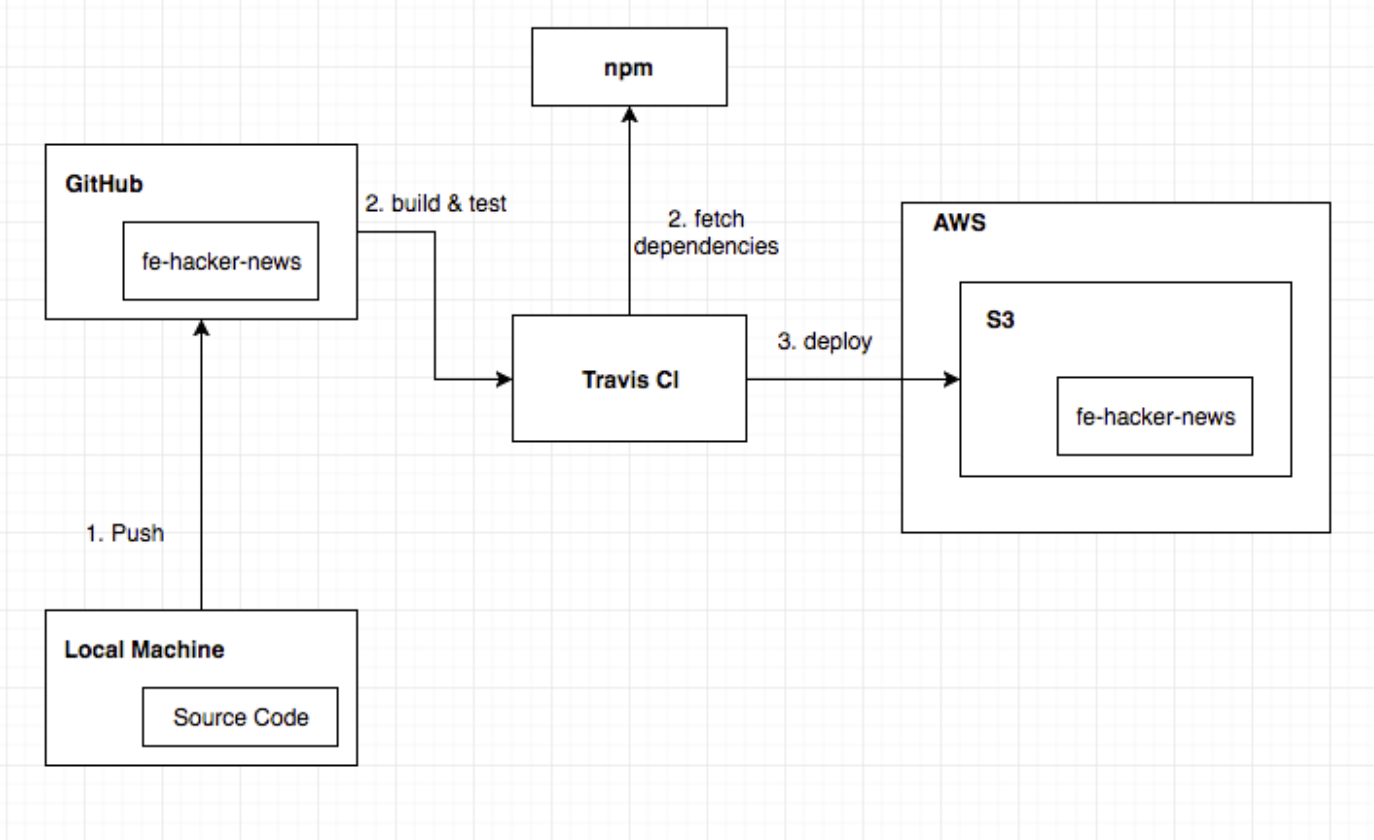 npm
GitHub
2. build & test
fe-hacker-news
2. fetch
dependencies
AWS
S3
3. deploy
Travis CI
fe-hacker-news
1. Push
Local Machine
Source Code